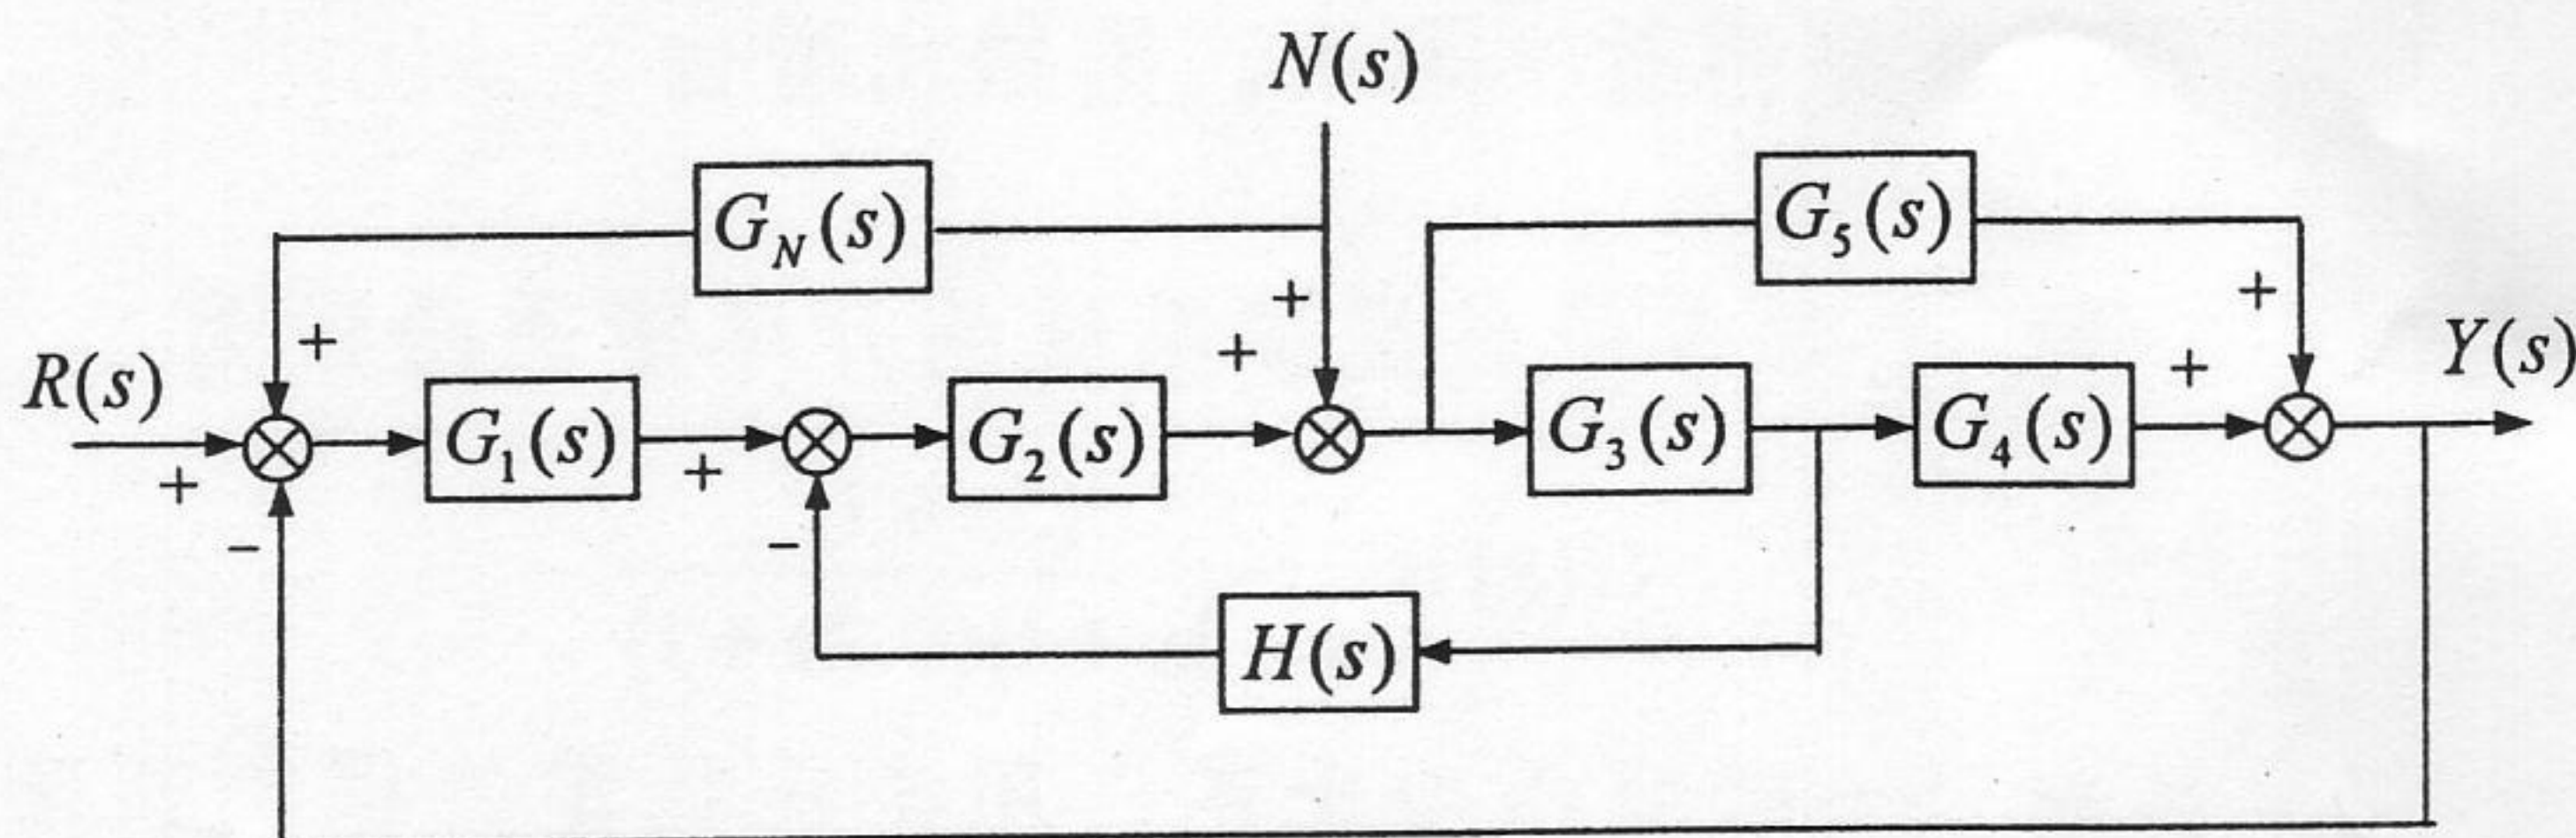 N(s)
G_N(s)
G_5(s)
+
+
+
+
R(s)
+
G_1(s)
+
G_2(s)
G_3(s)
G_4(s)
+
Y(s)
−
−
H(s)